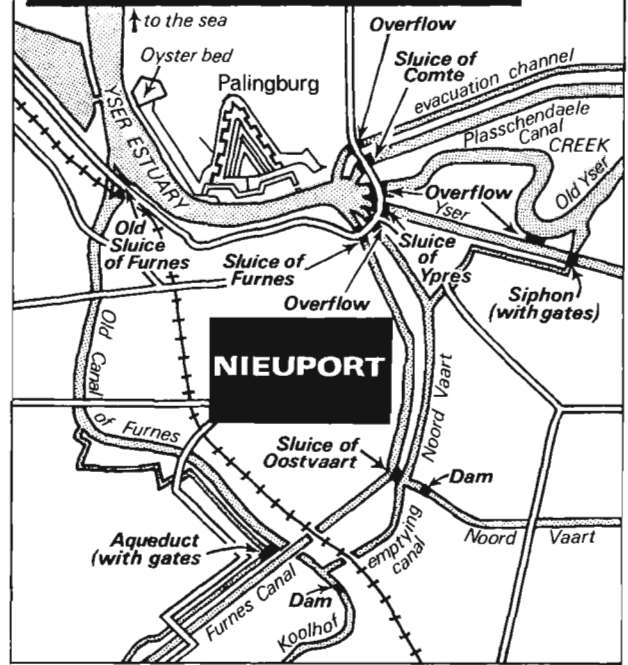 to the sea
Oyster bed
Palingburg
YSER ESTUARY
Overflow
Sluice of
Comte
evacuation channel
Plasschendaele
Canal
CREEK
Old Yser
Overflow
Yser
Old
Sluice
of Furnes
Sluice of
Furnes
Overflow
Sluice
of
Ypres
Siphon
(with gates)
Old Canal
of Furnes
NIEUPORT
Noord Vaart
Sluice of
Oostvaart
Dam
Noord Vaart
emptying
canal
Aqueduct
(with gates
Furnes Canal
Dam
Koolhof